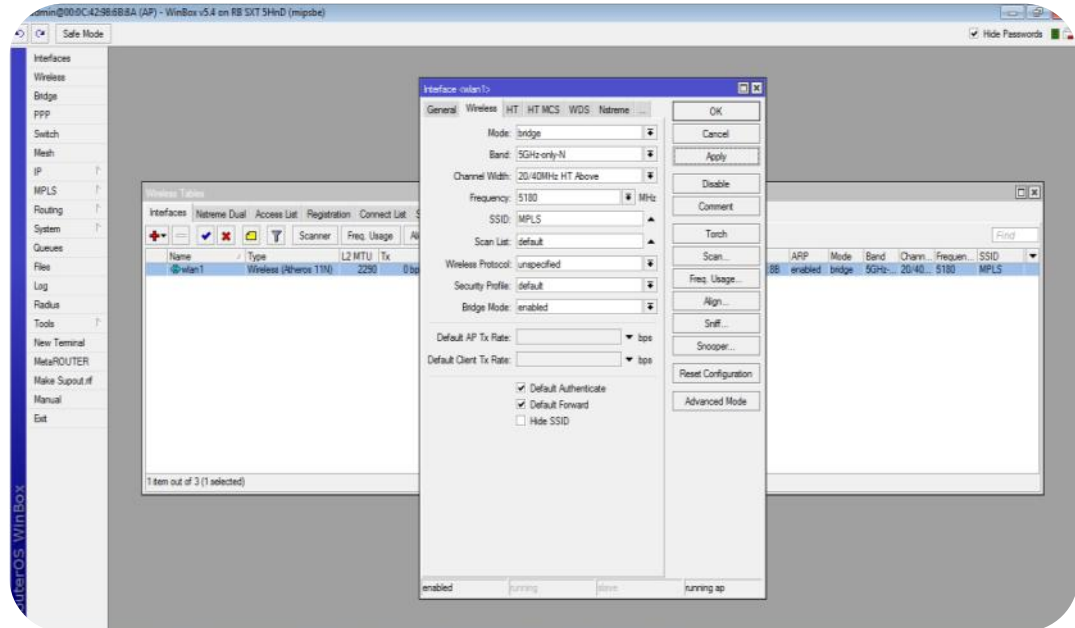 admin@00:0C:42:98:6B:8A (AP) - WinBox v5.4 on RB SXT 5HnD (mipsbe)
Safe Mode
Hide Passwords
Interfaces
Wireless
Bridge
PPP
Switch
Mesh
IP
MPLS
Routing
System
Queues
Files
Log
Radius
Tools
New Terminal
MetaROUTER
Make Supout.rif
Manual
Exit
RouterOS WinBox
Wireless Tables
Interfaces Nstreme Dual Access List Registration Connect List S
Scanner Freq. Usage Al
Find
Name Type L2 MTU Tx
wlan1 Wireless (Atheros 11N) 2290 0 bp
ARP Mode Band Chann... Frequen... SSID
:8B enabled bridge 5GHz-... 20/40... 5180 MPLS
1 item out of 3 (1 selected)
Interface <wlan1>
General Wireless HT HT MCS WDS Nstreme ...
Mode: bridge
Band: 5GHz-only-N
Channel Width: 20/40MHz HT Above
Frequency: 5180 MHz
SSID: MPLS
Scan List: default
Wireless Protocol: unspecified
Security Profile: default
Bridge Mode: enabled
Default AP Tx Rate: bps
Default Client Tx Rate: bps
Default Authenticate
Default Forward
Hide SSID
OK
Cancel
Apply
Disable
Comment
Torch
Scan...
Freq. Usage...
Align...
Sniff...
Snooper...
Reset Configuration
Advanced Mode
enabled running slave running ap